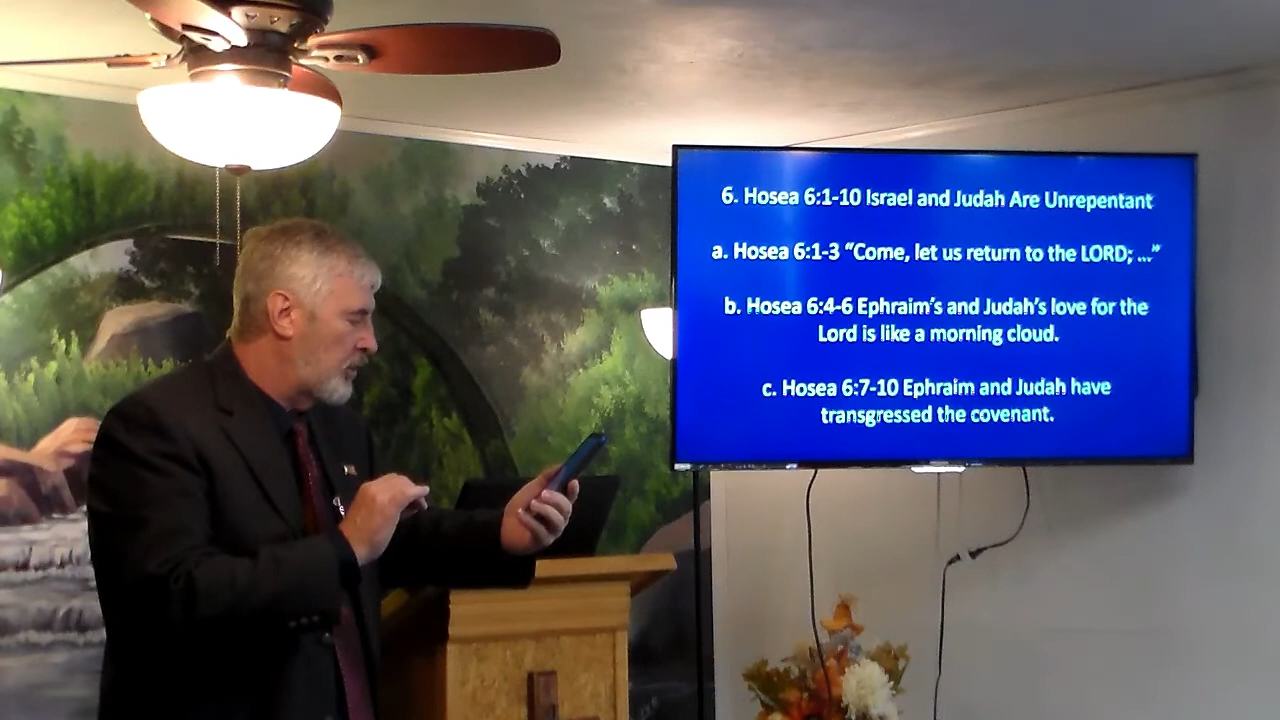 6. Hosea 6:1-10 Israel and Judah Are Unrepentant
a. Hosea 6:1-3 “Come, let us return to the LORD; ...”
b. Hosea 6:4-6 Ephraim’s and Judah’s love for the
Lord is like a morning cloud.
c. Hosea 6:7-10 Ephraim and Judah have
transgressed the covenant.